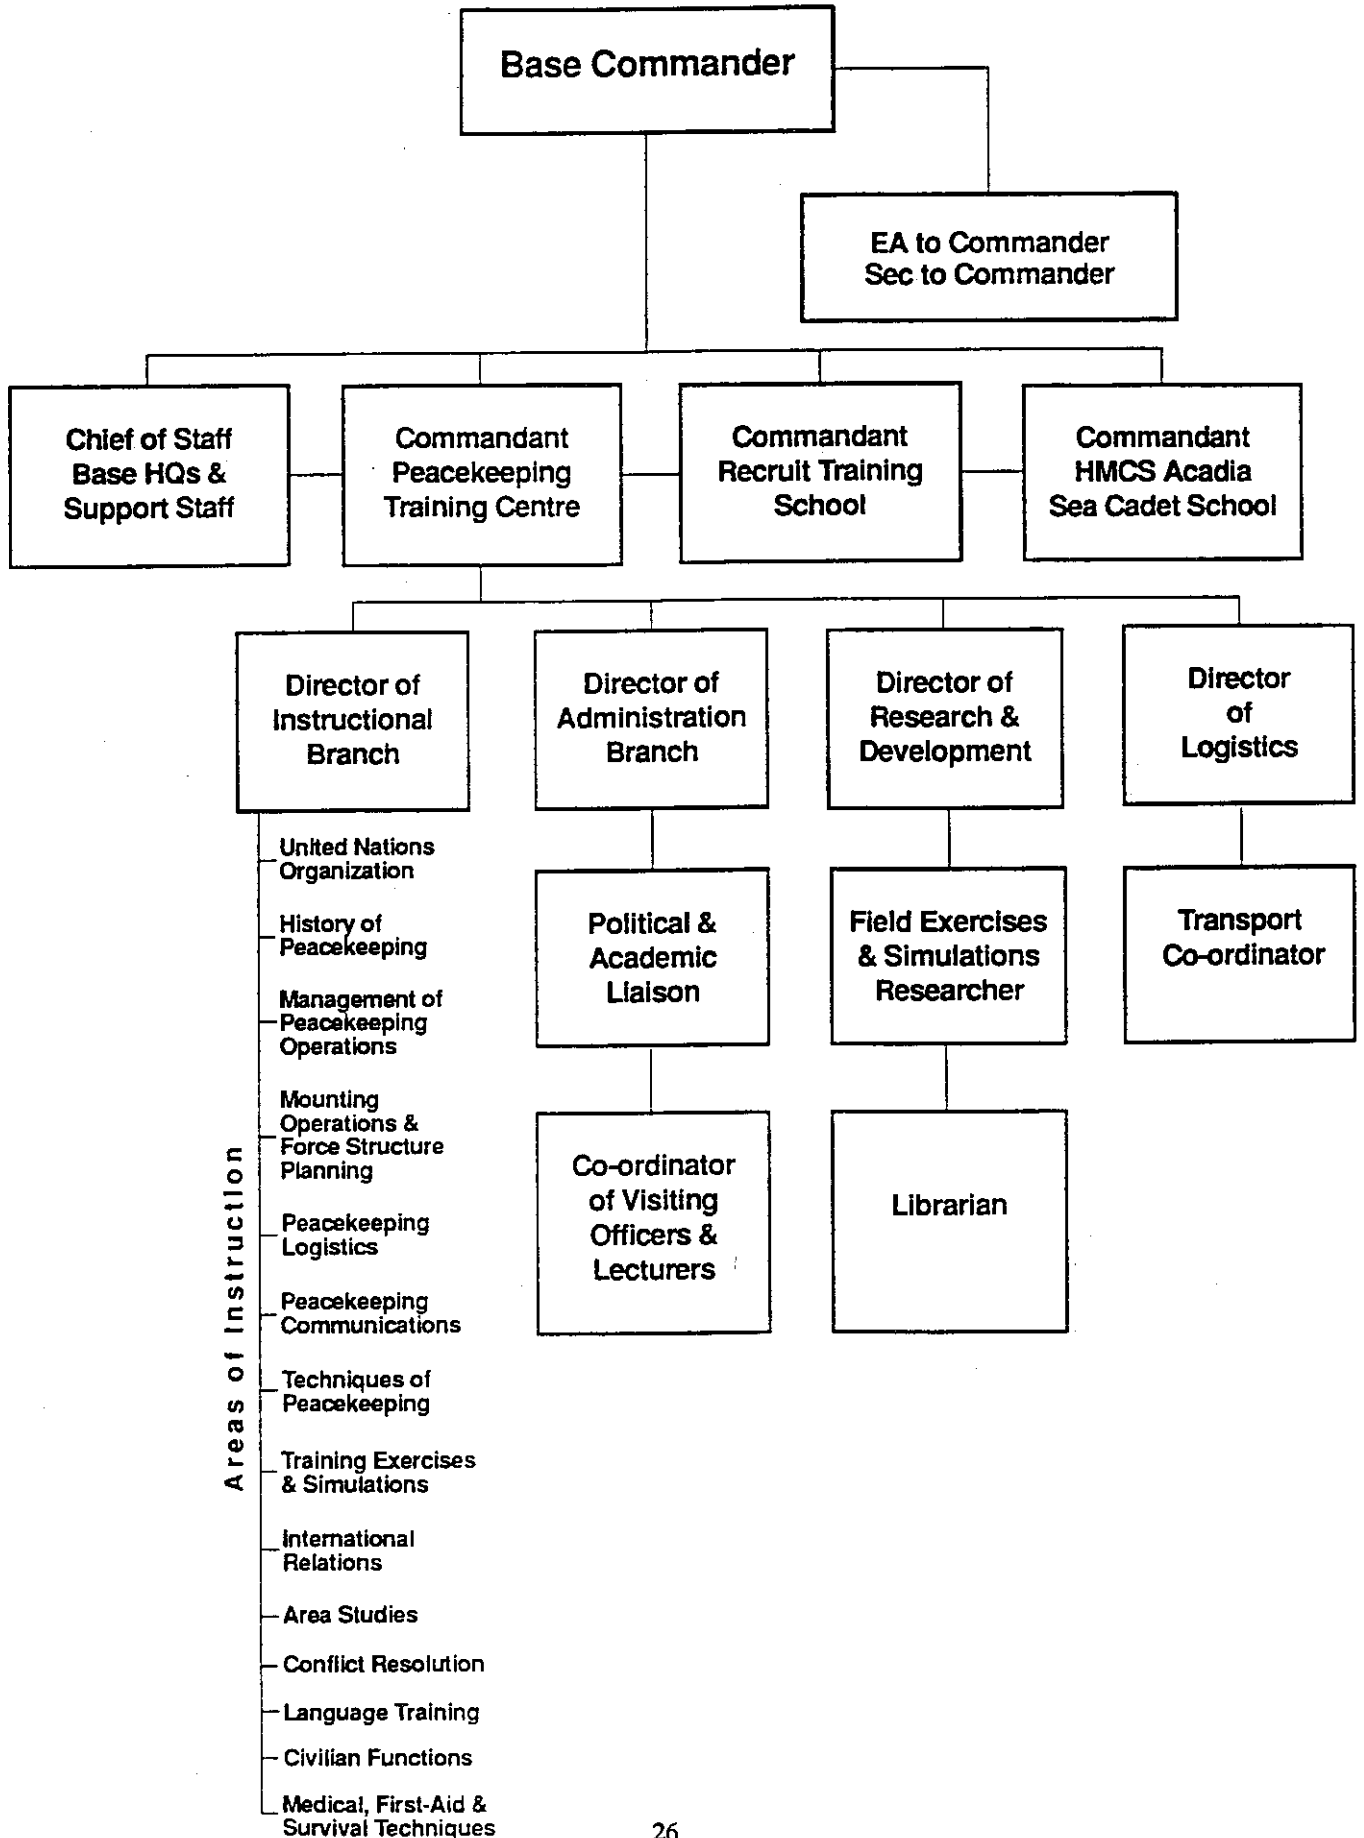 Base Commander
EA to Commander
Sec to Commander
Chief of Staff
Base HQs &
Support Staff
Commandant
Peacekeeping
Training Centre
Commandant
Recruit Training
School
Commandant
HMCS Acadia
Sea Cadet School
Director of
Instructional
Branch
Director of
Administration
Branch
Director of
Research &
Development
Director
of
Logistics
Political &
Academic
Liaison
Field Exercises
& Simulations
Researcher
Transport
Co-ordinator
Co-ordinator
of Visiting
Officers &
Lecturers
Librarian
Areas of Instruction
United Nations
Organization
History of
Peacekeeping
Management of
Peacekeeping
Operations
Mounting
Operations &
Force Structure
Planning
Peacekeeping
Logistics
Peacekeeping
Communications
Techniques of
Peacekeeping
Training Exercises
& Simulations
International
Relations
Area Studies
Conflict Resolution
Language Training
Civilian Functions
Medical, First-Aid &
Survival Techniques
26